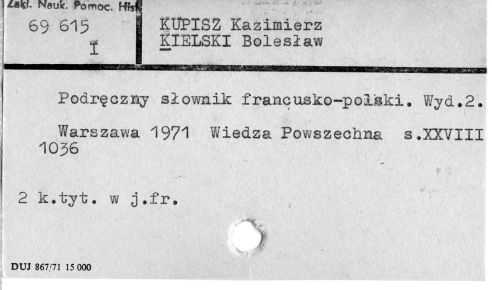 Zakl. Nauk. Pomoc. Hist
69 615
I
KUPISZ Kazimierz
KIELSKI Bolesław
Podręczny słownik francusko-polski. Wyd.2.
Warszawa 1971 Wiedza Powszechna s.XXVIII
1036
2 k.tyt. w j.fr.
DUJ 867/71 15 000